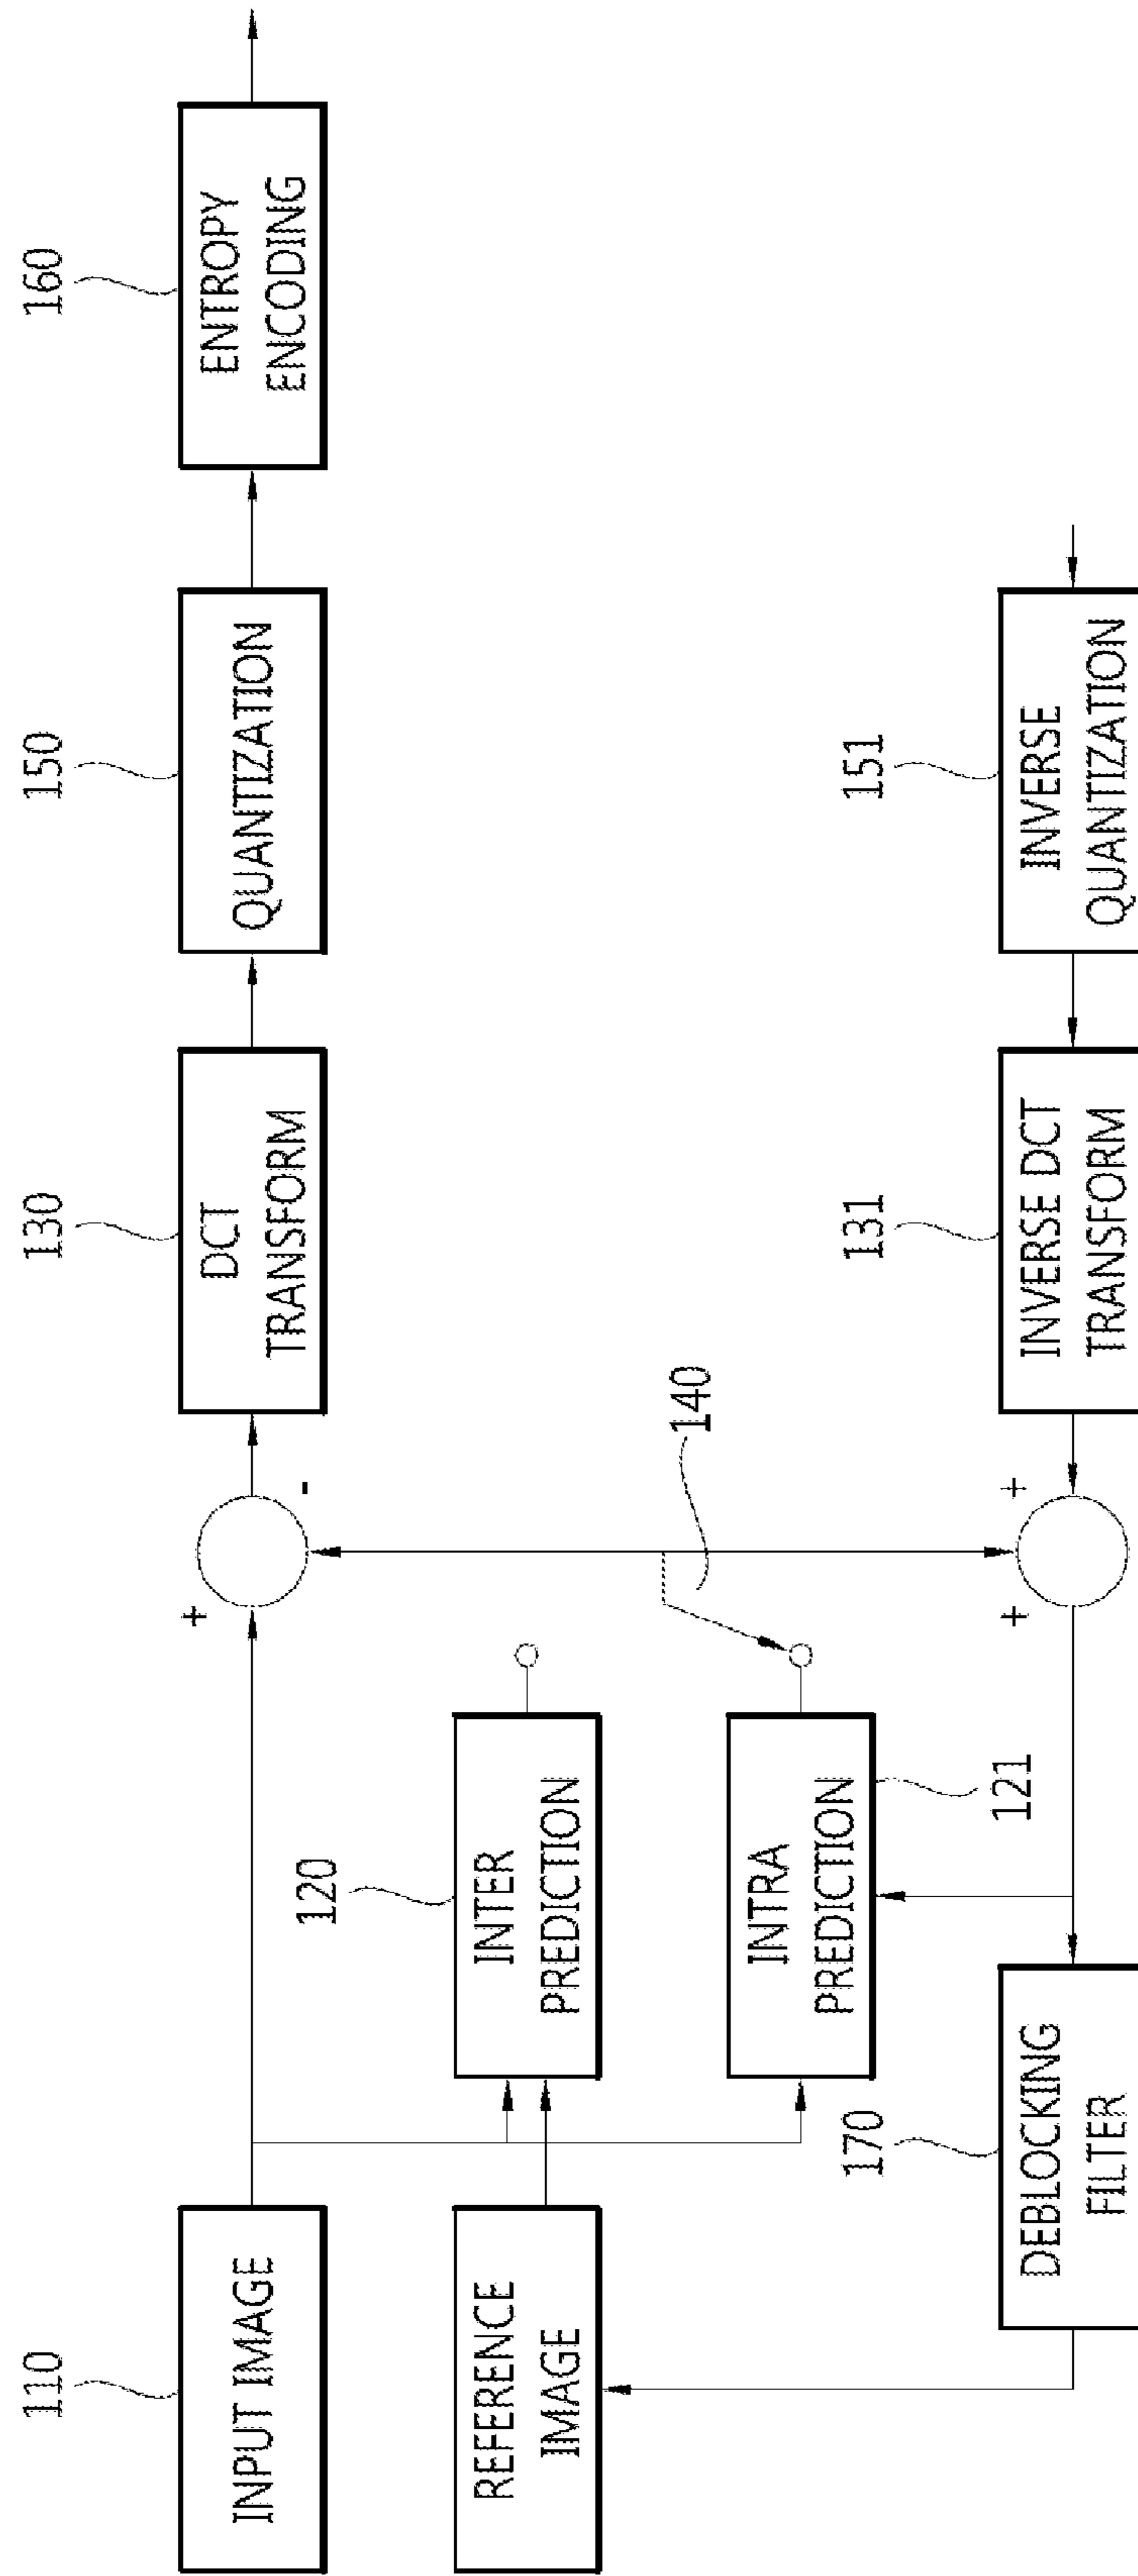 110
INPUT IMAGE
+
-
130
DCT
TRANSFORM
150
QUANTIZATION
160
ENTROPY
ENCODING
REFERENCE
IMAGE
120
INTER
PREDICTION
140
INTRA
PREDICTION
121
170
DEBLOCKING
FILTER
+
+
131
INVERSE DCT
TRANSFORM
151
INVERSE
QUANTIZATION